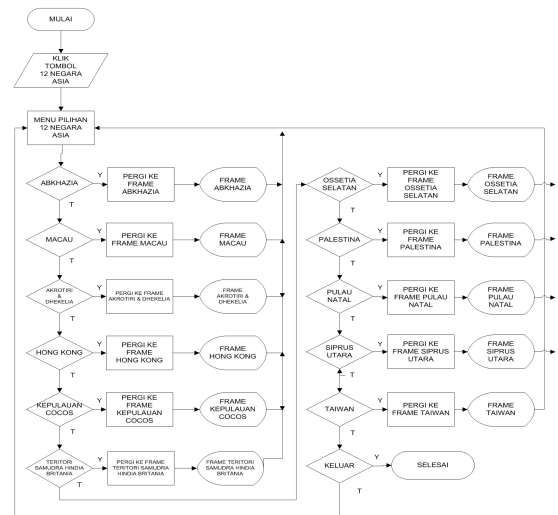 MULAI
KLIK
TOMBOL
12 NEGARA
ASIA
MENU PILIHAN
12 NEGARA
ASIA
ABKHAZIA
Y
T
PERGI KE
FRAME
ABKHAZIA
FRAME
ABKHAZIA
MACAU
Y
T
PERGI KE
FRAME MACAU
FRAME
MACAU
AKROTIRI
&
DHEKELIA
Y
T
PERGI KE FRAME
AKROTIRI & DHEKELIA
FRAME
AKROTIRI &
DHEKELIA
HONG KONG
Y
T
PERGI KE
FRAME
HONG KONG
FRAME
HONG KONG
KEPULAUAN
COCOS
Y
T
PERGI KE
FRAME
KEPULAUAN
COCOS
FRAME
KEPULAUAN
COCOS
TERITORI
SAMUDRA HINDIA
BRITANIA
Y
T
PERGI KE FRAME
TERITORI SAMUDRA
HINDIA BRITANIA
FRAME TERITORI
SAMUDRA HINDIA
BRITANIA
OSSETIA
SELATAN
Y
T
PERGI KE
FRAME
OSSETIA
SELATAN
FRAME
OSSETIA
SELATAN
PALESTINA
Y
T
PERGI KE
FRAME
PALESTINA
FRAME
PALESTINA
PULAU
NATAL
Y
T
PERGI KE
FRAME PULAU
NATAL
FRAME
PULAU
NATAL
SIPRUS
UTARA
Y
T
PERGI KE
FRAME SIPRUS
UTARA
FRAME
SIPRUS
UTARA
TAIWAN
Y
T
PERGI KE
FRAME TAIWAN
FRAME
TAIWAN
KELUAR
Y
T
SELESAI